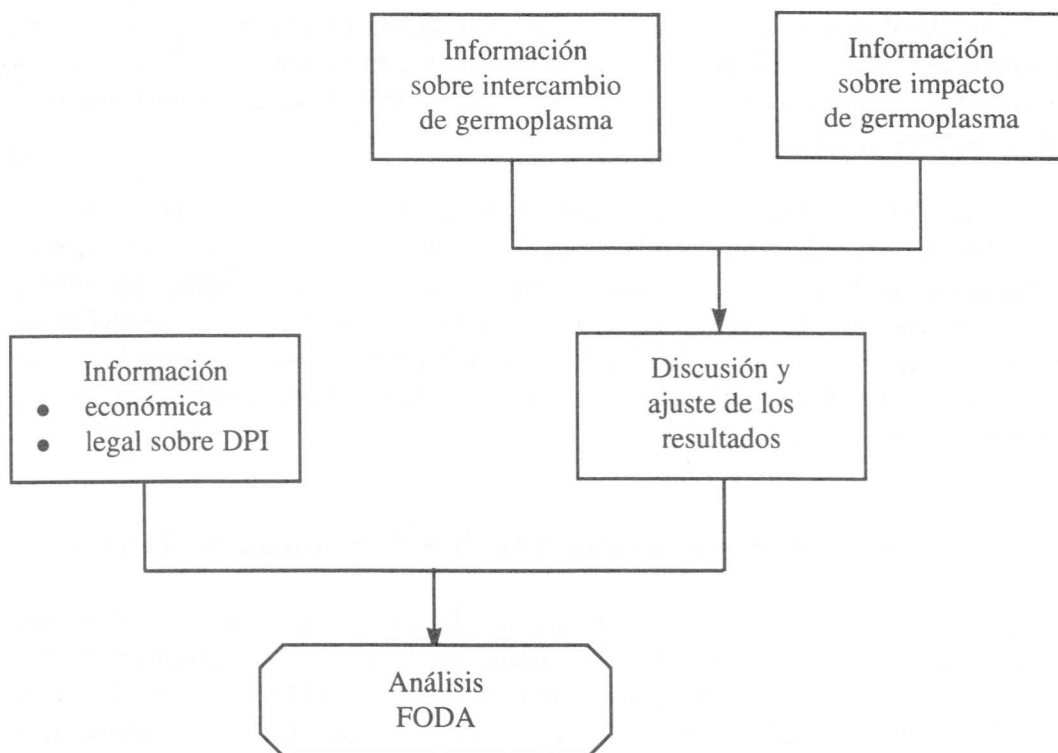 Información
sobre intercambio
de germoplasma
Información
sobre impacto
de germoplasma
Información
● económica
● legal sobre DPI
Discusión y
ajuste de los
resultados
Análisis
FODA